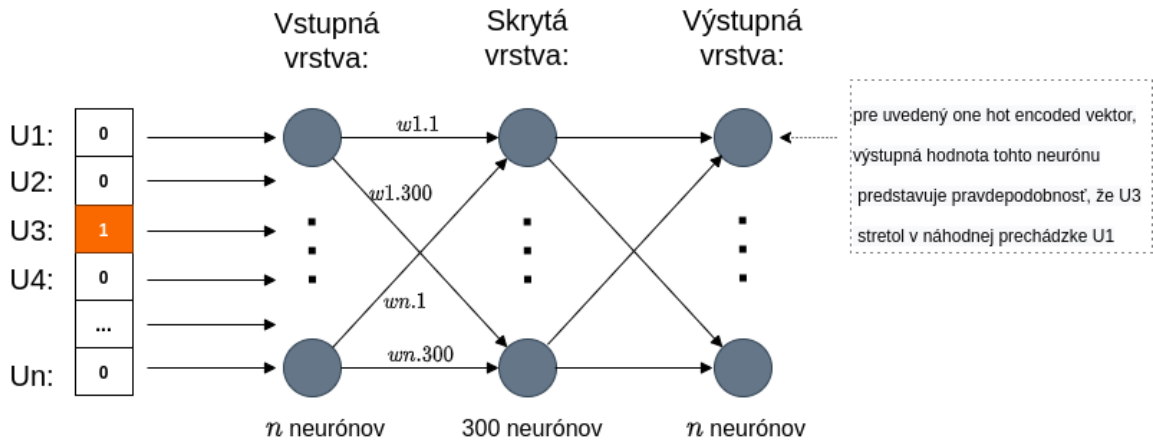 Vstupná
vrstva:
Skrytá
vrstva:
Výstupná
vrstva:
U1:
0
U2:
0
U3:
1
U4:
0
...
Un:
0
w1.1
w1.300
wn.1
wn.300
pre uvedený one hot encoded vektor,
výstupná hodnota tohto neurónu
predstavuje pravdepodobnosť, že U3
stretol v náhodnej prechádzke U1
n neurónov
300 neurónov
n neurónov